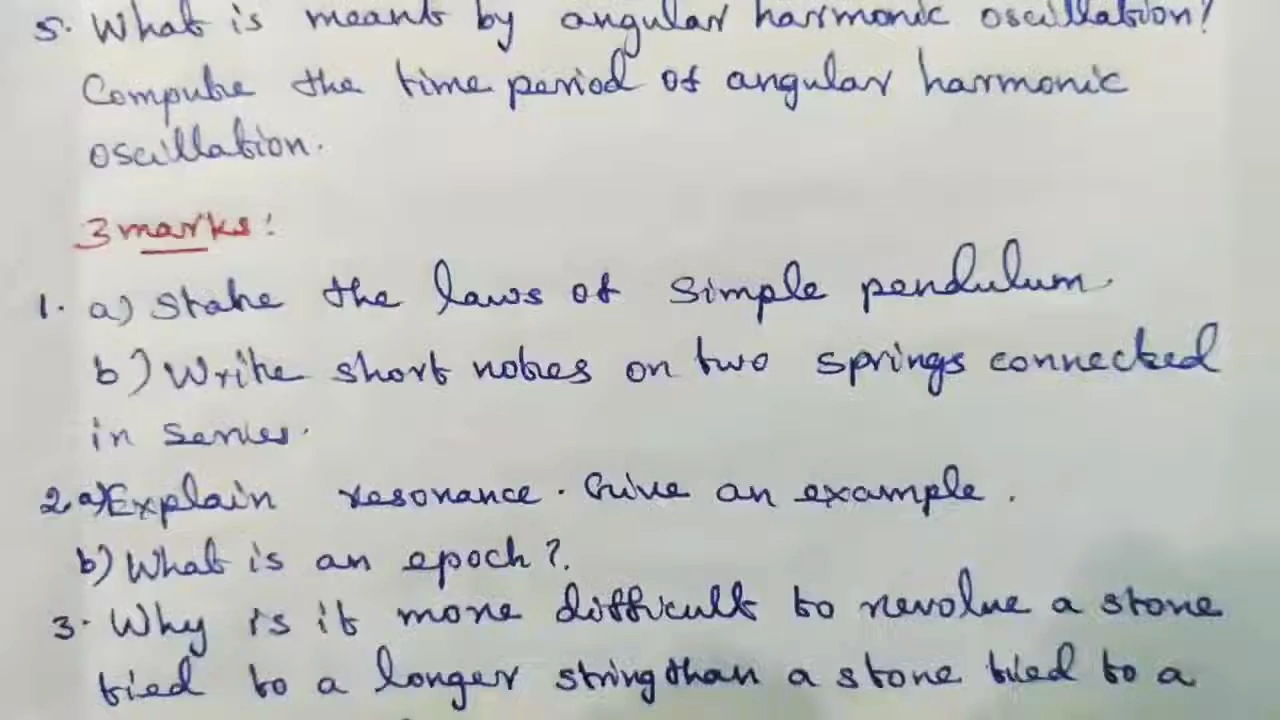 5. What is meant by angular harmonic oscillation?
Compute the time period of angular harmonic
oscillation.
3 marks:
1. a) State the laws of simple pendulum.
b) Write short notes on two springs connected
in series.
2. a) Explain resonance. Give an example.
b) What is an epoch?
3. Why is it more difficult to revolve a stone
tied to a longer string than a stone tied to a